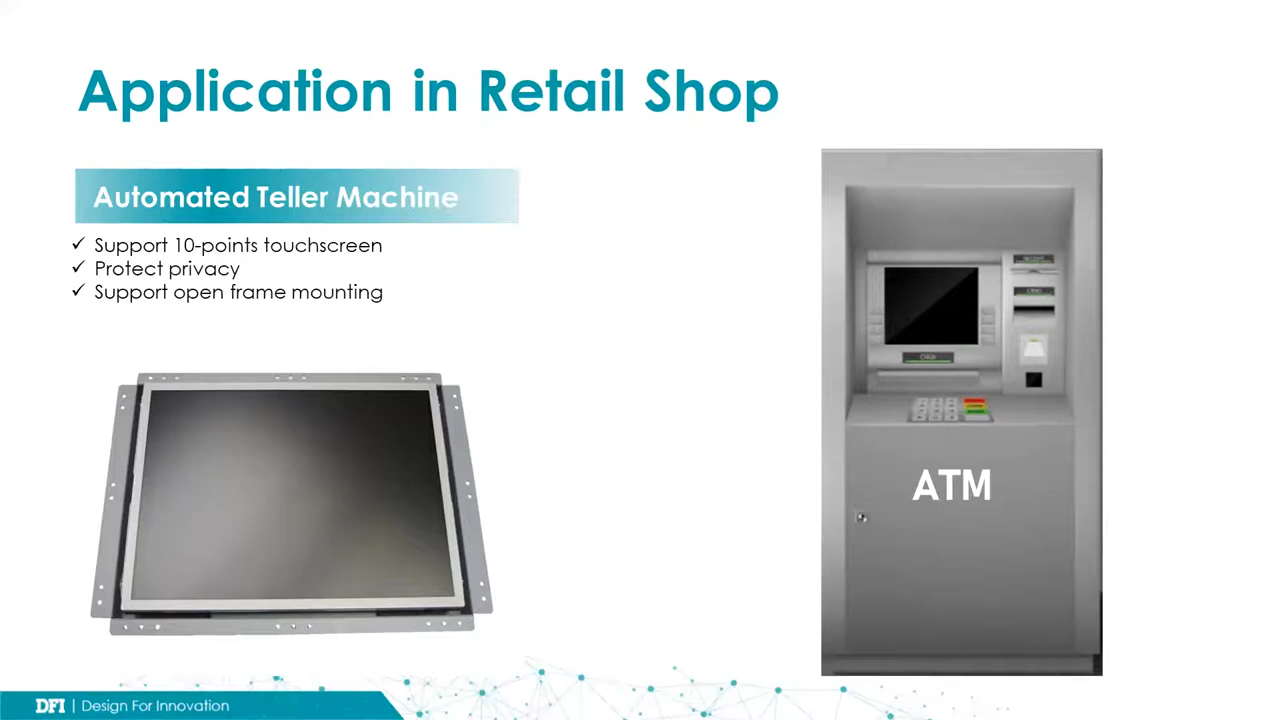 Application in Retail Shop
Automated Teller Machine
✓ Support 10-points touchscreen
✓ Protect privacy
✓ Support open frame mounting
ATM
DFI | Design For Innovation